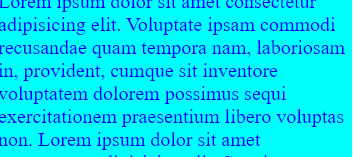 Lorem ipsum dolor sit amet consectetur
adipisicing elit. Voluptate ipsam commodi
recusandae quam tempora nam, laboriosam
in, provident, cumque sit inventore
voluptatem dolorem possimus sequi
exercitationem praesentium libero voluptas
non. Lorem ipsum dolor sit amet